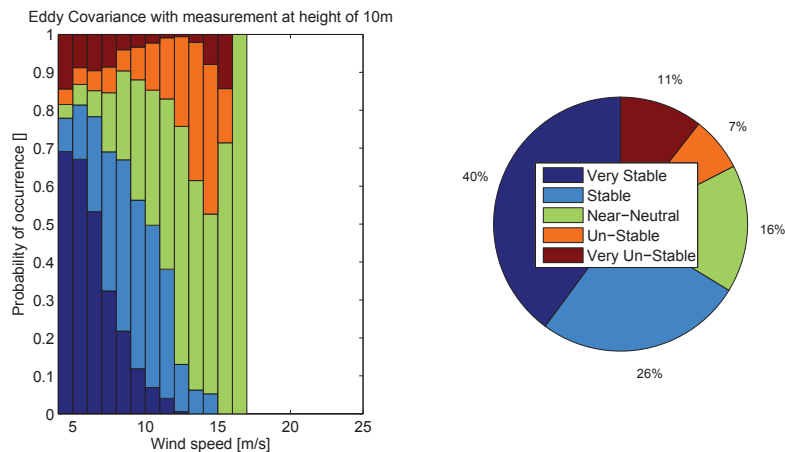 Eddy Covariance with measurement at height of 10m
Probability of occurrence []
1
0.9
0.8
0.7
0.6
0.5
0.4
0.3
0.2
0.1
0
5
10
15
20
25
Wind speed [m/s]
11%
7%
40%
16%
26%
Very Stable
Stable
Near−Neutral
Un−Stable
Very Un−Stable